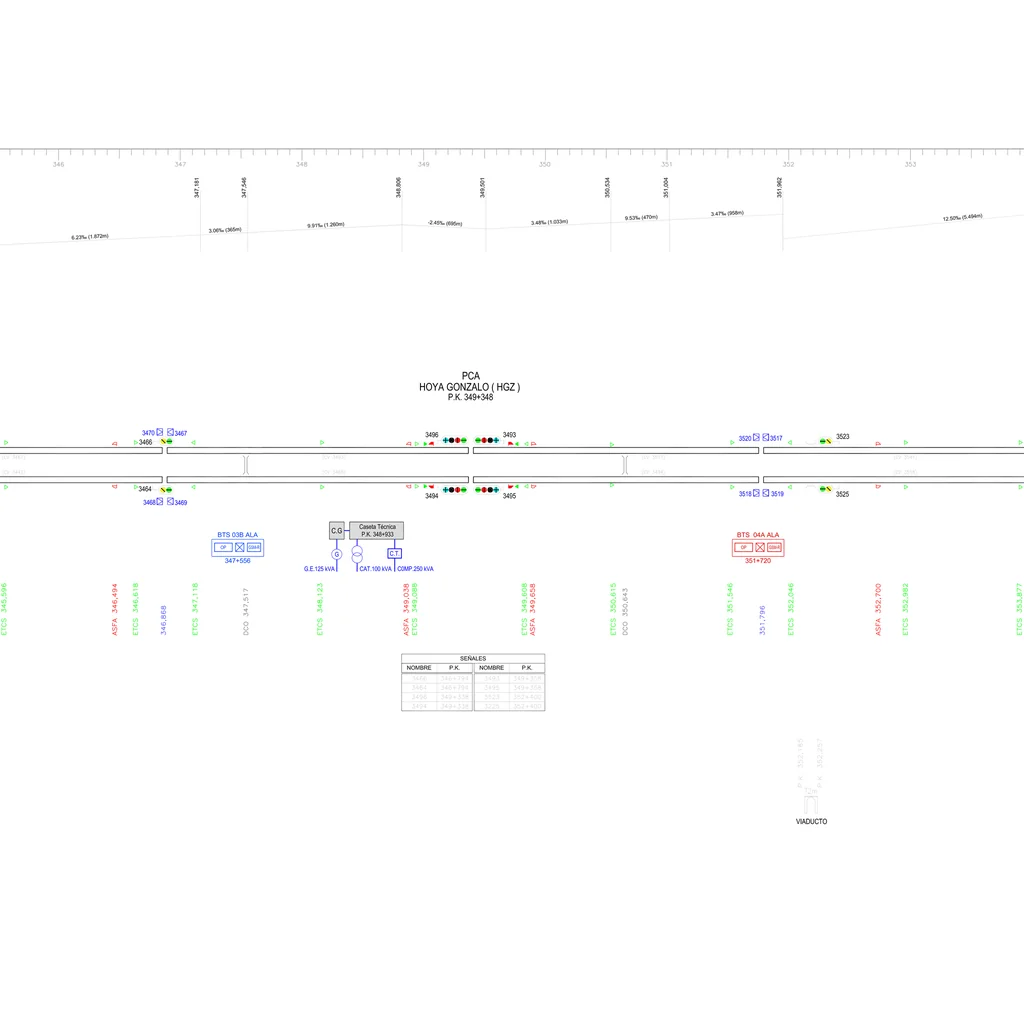 346 347 348 349 350 351 352 353
347,181
347,546
348,806
349,501
350,534
351,004
351,962
6.23‰ (1.872m)
3.06‰ (365m)
9.91‰ (1.260m)
-2.45‰ (695m)
3.48‰ (1.033m)
9.53‰ (470m)
3.47‰ (958m)
12.50‰ (5,494m)
PCA
HOYA GONZALO ( HGZ )
P.K. 349+348
3470 3467
3466
3496 3493
3520 3517
3523
3464
3468 3469
3494 3495
3518 3519
3525
BTS 03B ALA
347+556
C.G
Caseta Técnica
P.K. 348+933
G
C.T.
G.E.125 kVA
CAT.100 kVA
COMP.250 kVA
BTS 04A ALA
351+720
ETCS 345,596
ASFA 346,494
ETCS 346,618
346,868
ETCS 347,118
DCO 347,517
ETCS 348,123
ASFA 349,038
ETCS 349,088
ETCS 349,608
ASFA 349,658
ETCS 350,615
DCO 350,643
ETCS 351,546
351,796
ETCS 352,046
ASFA 352,700
ETCS 352,992
ETCS 353,877
SEÑALES
NOMBRE P.K. NOMBRE P.K.
P.K. 352,185
P.K. 352,257
VIADUCTO